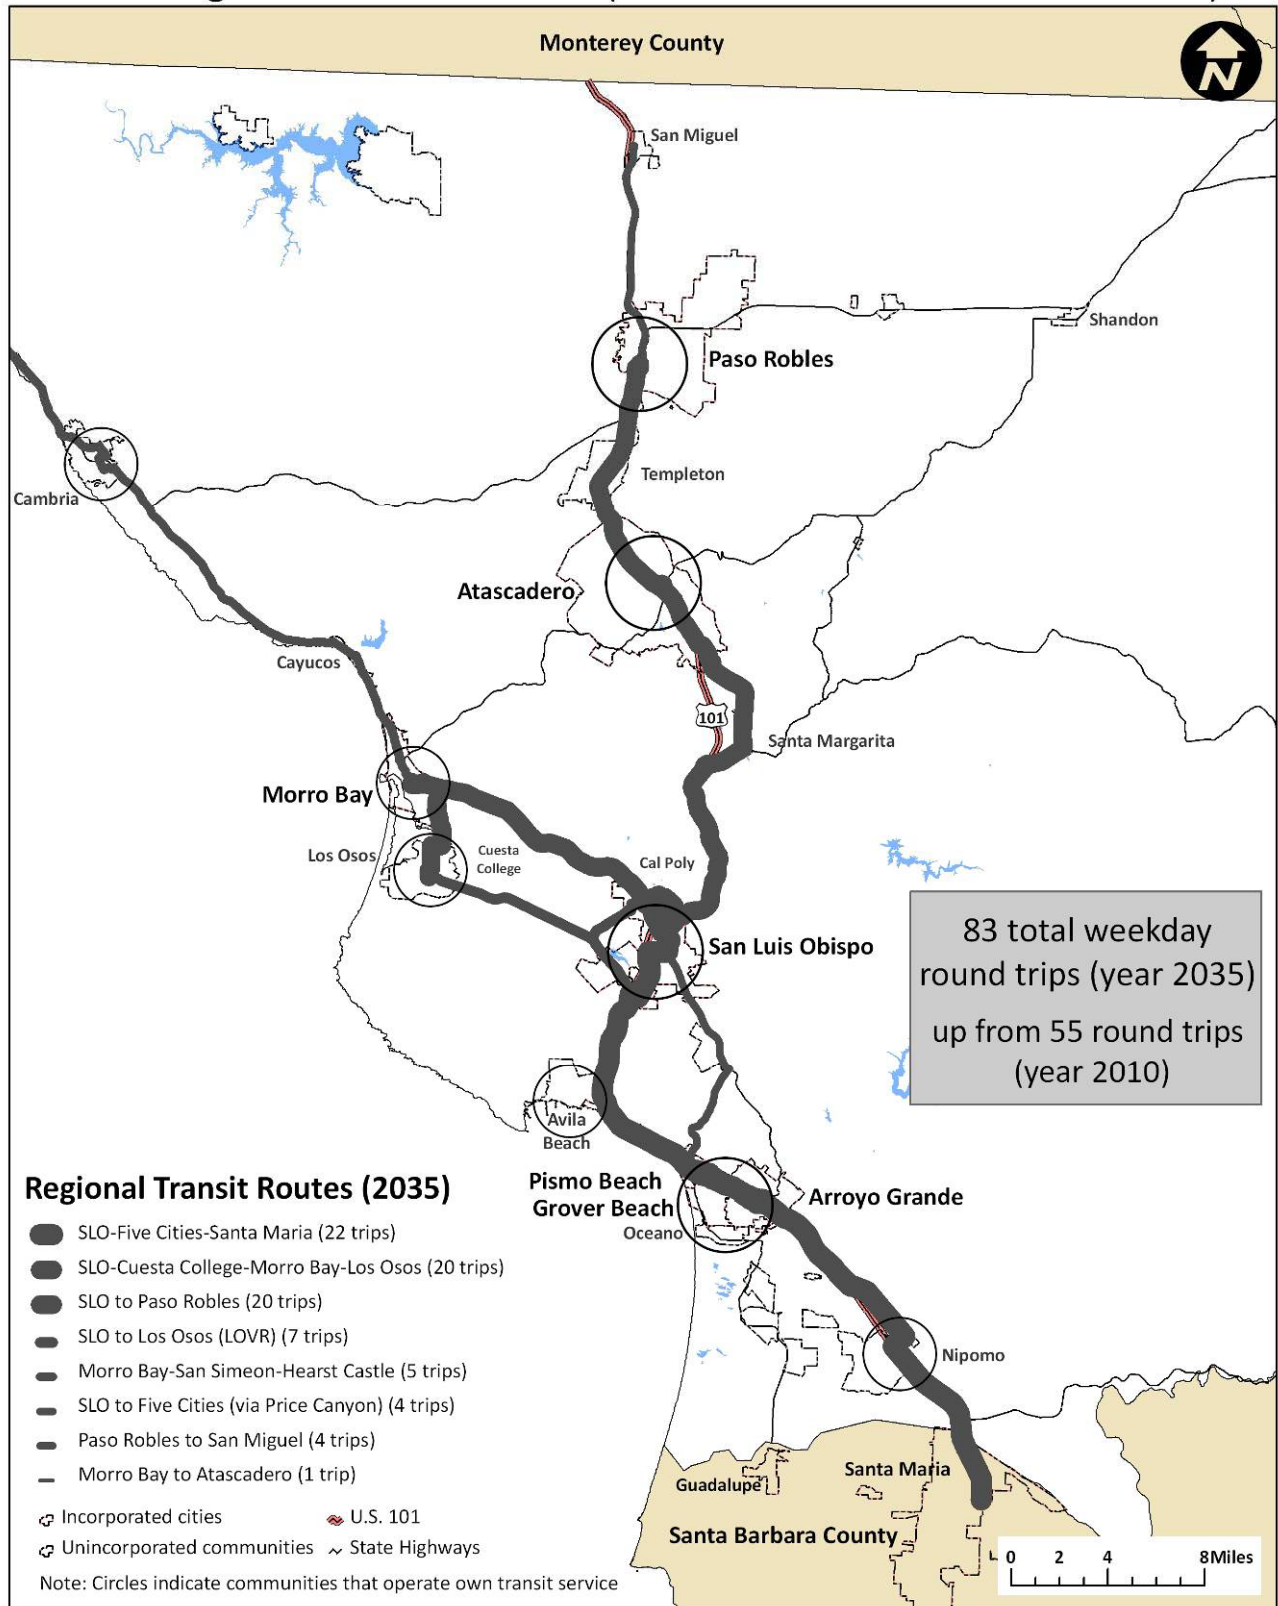 Monterey County
N
San Miguel
Shandon
Paso Robles
Templeton
Cambria
Atascadero
Cayucos
101
Santa Margarita
Morro Bay
Los Osos
Cuesta
College
Cal Poly
San Luis Obispo
83 total weekday
round trips (year 2035)
up from 55 round trips
(year 2010)
Avila
Beach
Pismo Beach
Grover Beach
Oceano
Arroyo Grande
Nipomo
Regional Transit Routes (2035)
SLO-Five Cities-Santa Maria (22 trips)
SLO-Cuesta College-Morro Bay-Los Osos (20 trips)
SLO to Paso Robles (20 trips)
SLO to Los Osos (LOVR) (7 trips)
Morro Bay-San Simeon-Hearst Castle (5 trips)
SLO to Five Cities (via Price Canyon) (4 trips)
Paso Robles to San Miguel (4 trips)
Morro Bay to Atascadero (1 trip)
Incorporated cities
U.S. 101
Unincorporated communities
State Highways
Note: Circles indicate communities that operate own transit service
Guadalupe
Santa Maria
Santa Barbara County
0 2 4 8 Miles